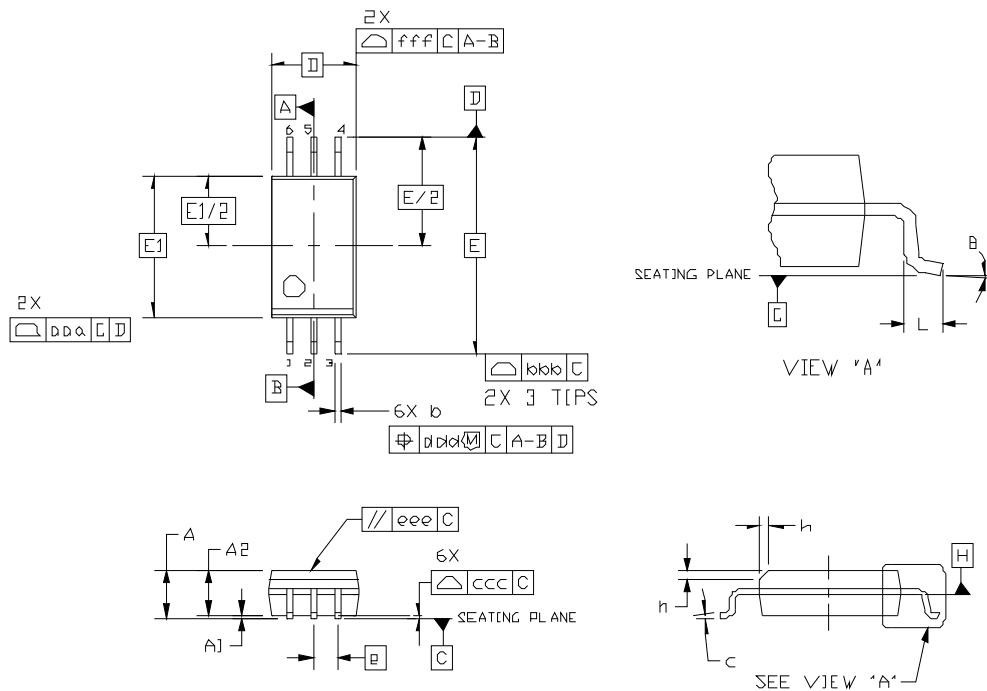 2X
fff C A-B
D
A
D
6 5 4
E1/2
E/2
E1
E
2X
C D
1 2 3
bbb C
2X 3 TIPS
B
6X b
ddd M C A-B D
SEATING PLANE
C
θ
L
VIEW "A"
A
A2
// eee C
6X
ccc C
SEATING PLANE
A1
e
C
h
H
h
c
SEE VIEW "A"